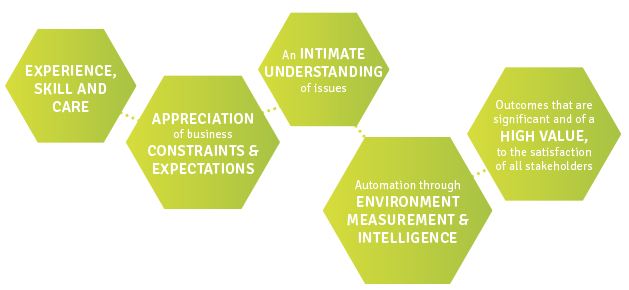 EXPERIENCE,
SKILL AND
CARE
APPRECIATION
of business
CONSTRAINTS &
EXPECTATIONS
An INTIMATE
UNDERSTANDING
of issues
Automation through
ENVIRONMENT
MEASUREMENT &
INTELLIGENCE
Outcomes that are
significant and of a
HIGH VALUE,
to the satisfaction
of all stakeholders